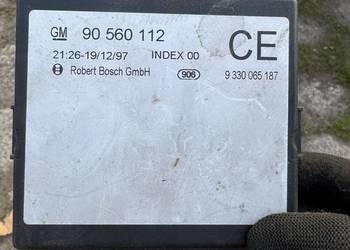 GM 90 560 112 CE
21:26-19/12/97 INDEX 00
Robert Bosch GmbH 906 9 330 065 187